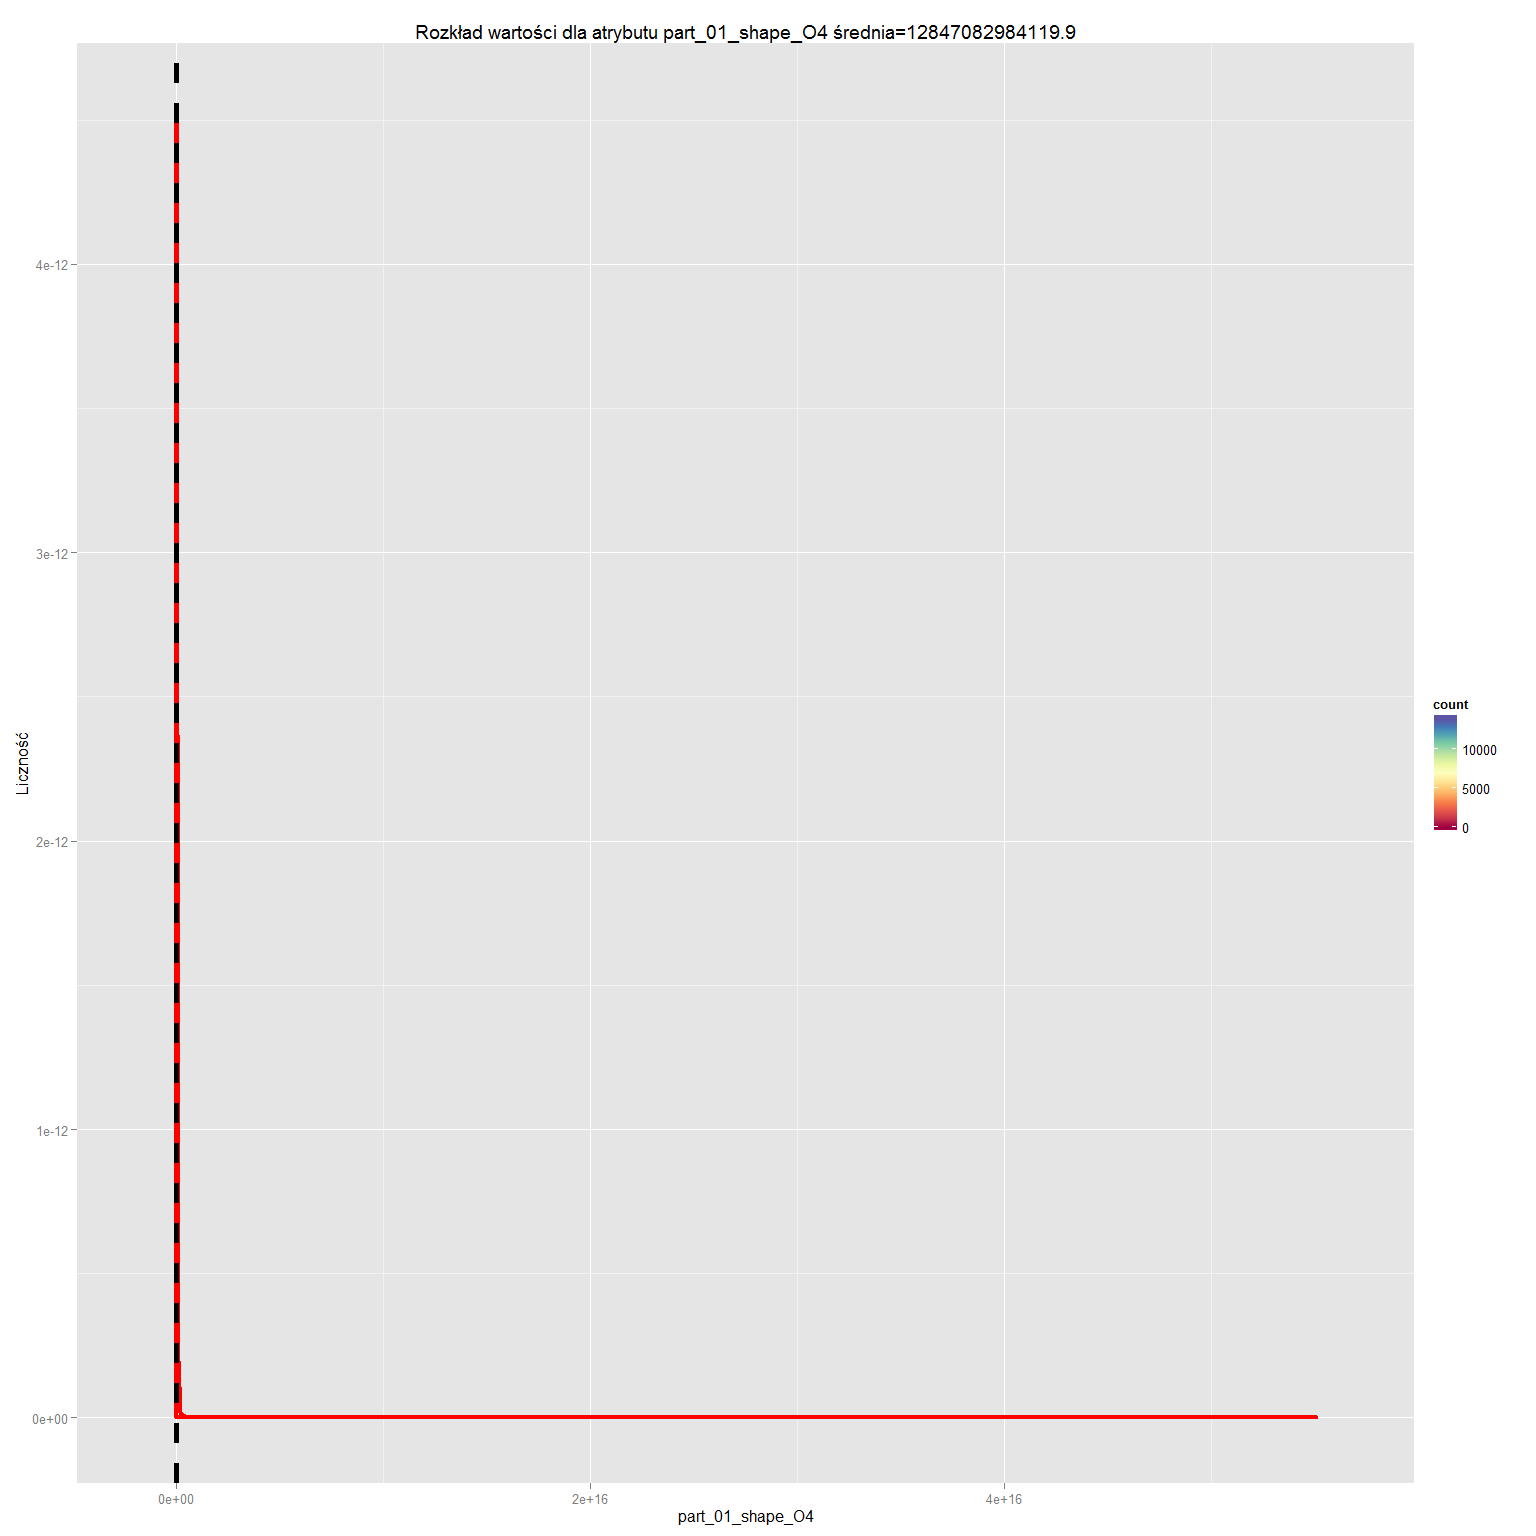 Rozkład wartości dla atrybutu part_01_shape_O4 średnia=12847082984119.9
4e-12
3e-12
2e-12
1e-12
0e+00
Liczność
0e+00
2e+16
4e+16
part_01_shape_O4
count
10000
5000
0